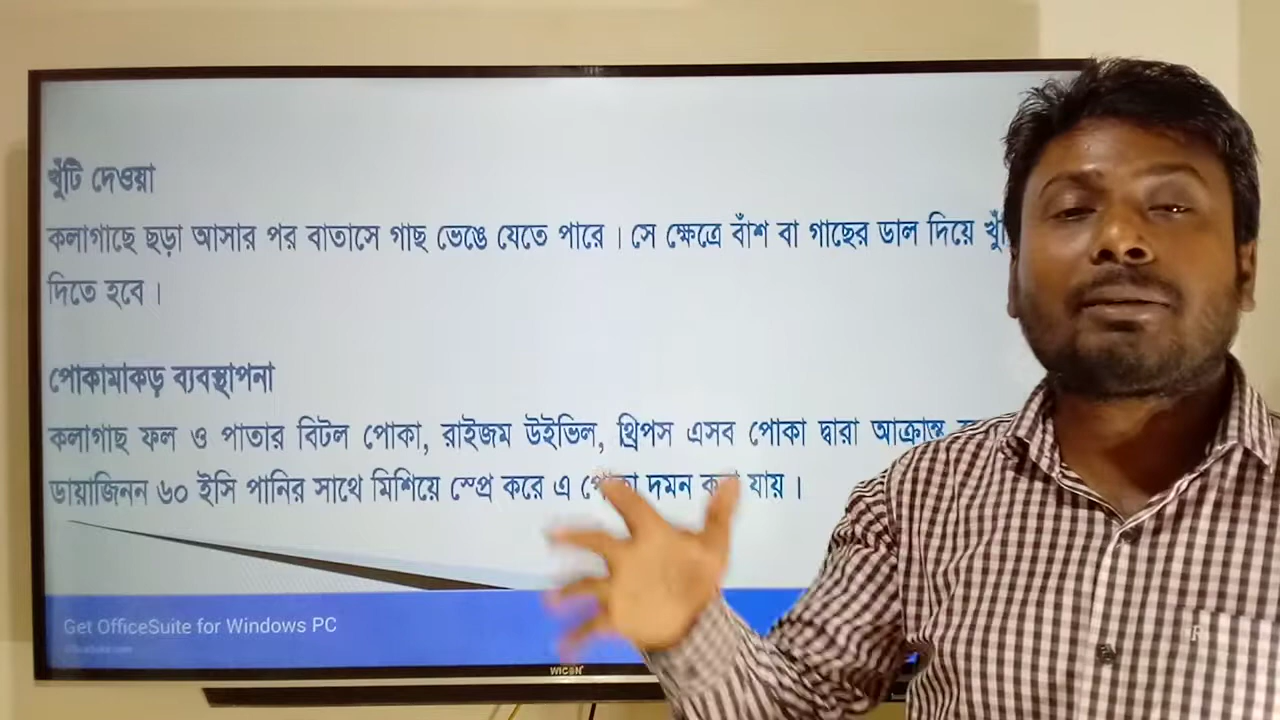 খুঁটি দেওয়া
কলাগাছে ছড়া আসার পর বাতাসে গাছ ভেঙে যেতে পারে। সে ক্ষেত্রে বাঁশ বা গাছের ডাল দিয়ে
দিতে হবে।
পোকামাকড় ব্যবস্থাপনা
কলাগাছ ফল ও পাতার বিটল পোকা, রাইজম উইভিল, থ্রিপস এসব পোকা দ্বারা আক্রান্ত
ডায়াজিনন ৬০ ইসি পানির সাথে মিশিয়ে স্প্রে করে এ দমন যায়।
Get OfficeSuite for Windows PC
WICON